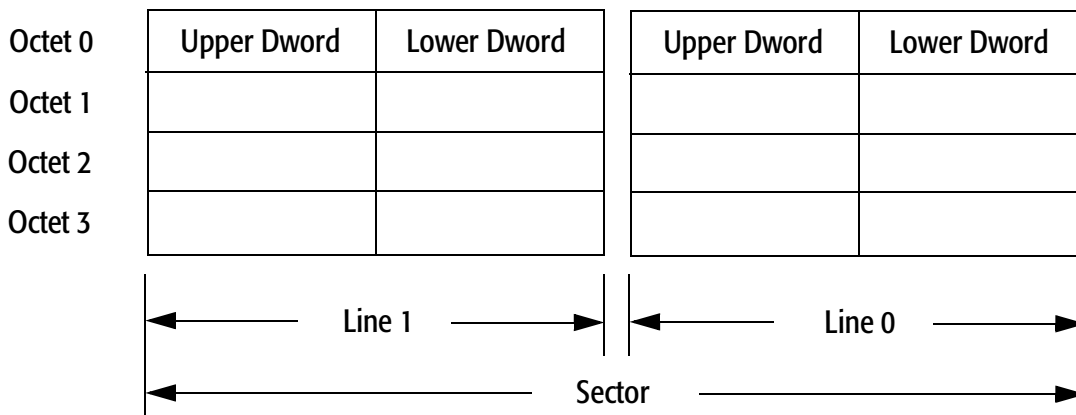 Octet 0 Upper Dword Lower Dword Upper Dword Lower Dword
Octet 1
Octet 2
Octet 3
Line 1 Line 0
Sector